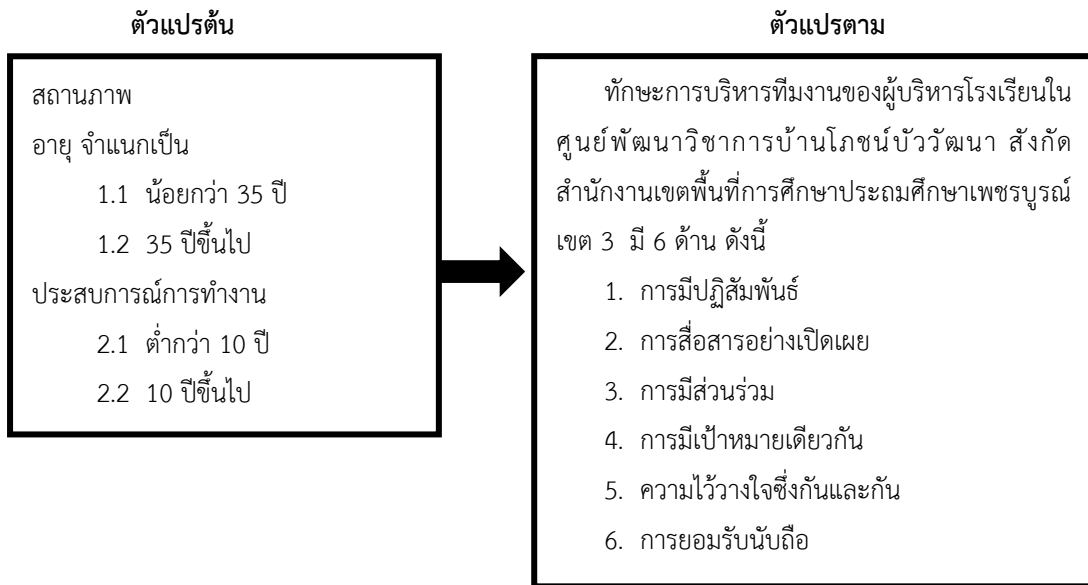 ตัวแปรต้น
สถานภาพ
อายุ จำแนกเป็น
1.1 น้อยกว่า 35 ปี
1.2 35 ปีขึ้นไป
ประสบการณ์การทำงาน
2.1 ต่ำกว่า 10 ปี
2.2 10 ปีขึ้นไป
ตัวแปรตาม
ทักษะการบริหารทีมงานของผู้บริหารโรงเรียนใน
ศูนย์พัฒนาวิชาการบ้านโภชน์บัววัฒนา สังกัด
สำนักงานเขตพื้นที่การศึกษาประถมศึกษาเพชรบูรณ์
เขต 3 มี 6 ด้าน ดังนี้
1. การมีปฏิสัมพันธ์
2. การสื่อสารอย่างเปิดเผย
3. การมีส่วนร่วม
4. การมีเป้าหมายเดียวกัน
5. ความไว้วางใจซึ่งกันและกัน
6. การยอมรับนับถือ